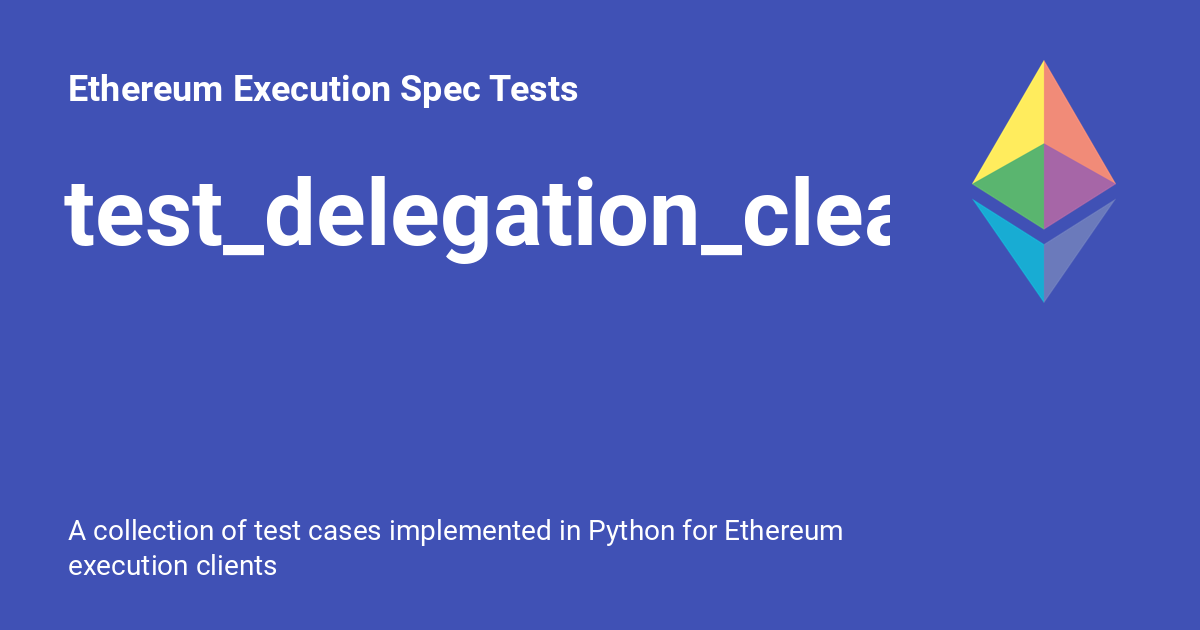 Ethereum Execution Spec Tests
test_delegation_clea
A collection of test cases implemented in Python for Ethereum
execution clients